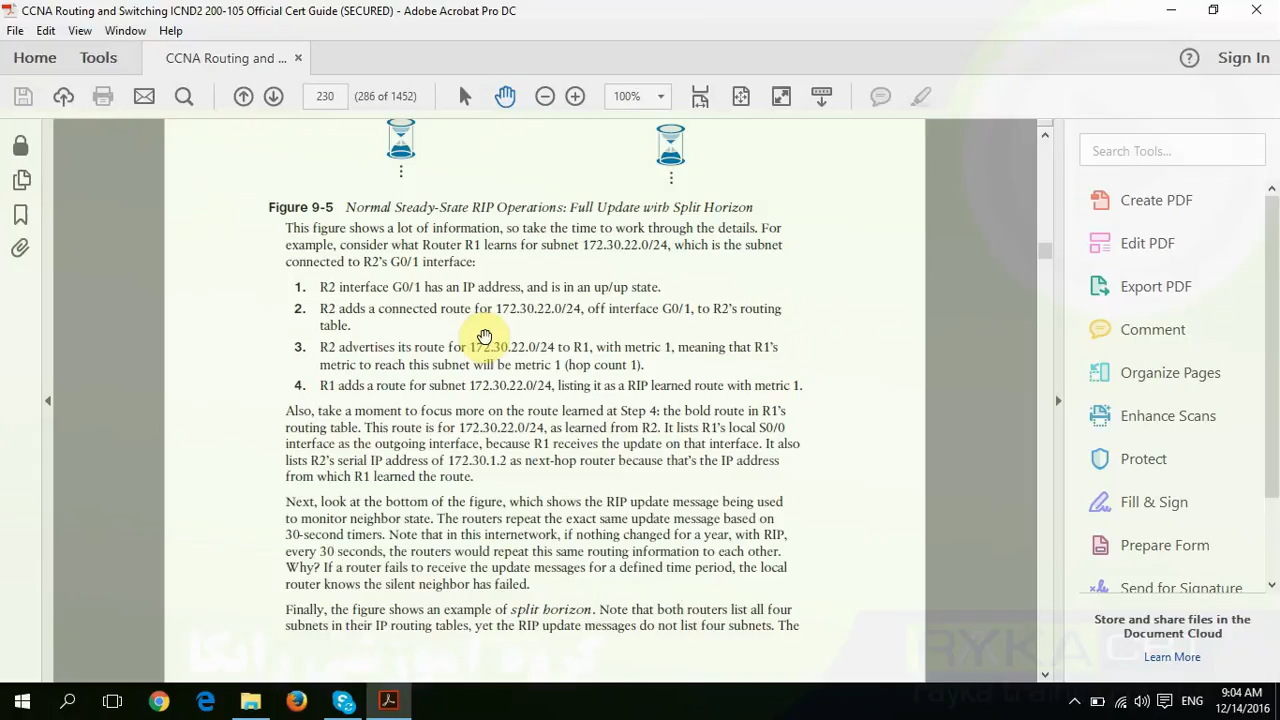 CCNA Routing and Switching ICND2 200-105 Official Cert Guide (SECURED) - Adobe Acrobat Pro DC
File Edit View Window Help
Home Tools CCNA Routing and ... × Sign In
230 (286 of 1452) 100%
Search Tools...
Figure 9-5 Normal Steady-State RIP Operations: Full Update with Split Horizon
This figure shows a lot of information, so take the time to work through the details. For
example, consider what Router R1 learns for subnet 172.30.22.0/24, which is the subnet
connected to R2's G0/1 interface:
1. R2 interface G0/1 has an IP address, and is in an up/up state.
2. R2 adds a connected route for 172.30.22.0/24, off interface G0/1, to R2's routing
table.
3. R2 advertises its route for 172.30.22.0/24 to R1, with metric 1, meaning that R1's
metric to reach this subnet will be metric 1 (hop count 1).
4. R1 adds a route for subnet 172.30.22.0/24, listing it as a RIP learned route with metric 1.
Also, take a moment to focus more on the route learned at Step 4: the bold route in R1's
routing table. This route is for 172.30.22.0/24, as learned from R2. It lists R1's local S0/0
interface as the outgoing interface, because R1 receives the update on that interface. It also
lists R2's serial IP address of 172.30.1.2 as next-hop router because that's the IP address
from which R1 learned the route.
Next, look at the bottom of the figure, which shows the RIP update message being used
to monitor neighbor state. The routers repeat the exact same update message based on
30-second timers. Note that in this internetwork, if nothing changed for a year, with RIP,
every 30 seconds, the routers would repeat this same routing information to each other.
Why? If a router fails to receive the update messages for a defined time period, the local
router knows the silent neighbor has failed.
Finally, the figure shows an example of split horizon. Note that both routers list all four
subnets in their IP routing tables, yet the RIP update messages do not list four subnets. The
Create PDF
Edit PDF
Export PDF
Comment
Organize Pages
Enhance Scans
Protect
Fill & Sign
Prepare Form
Send for Signature
Store and share files in the
Document Cloud
Learn More
RYKA
ENG
9:04 AM
12/14/2016